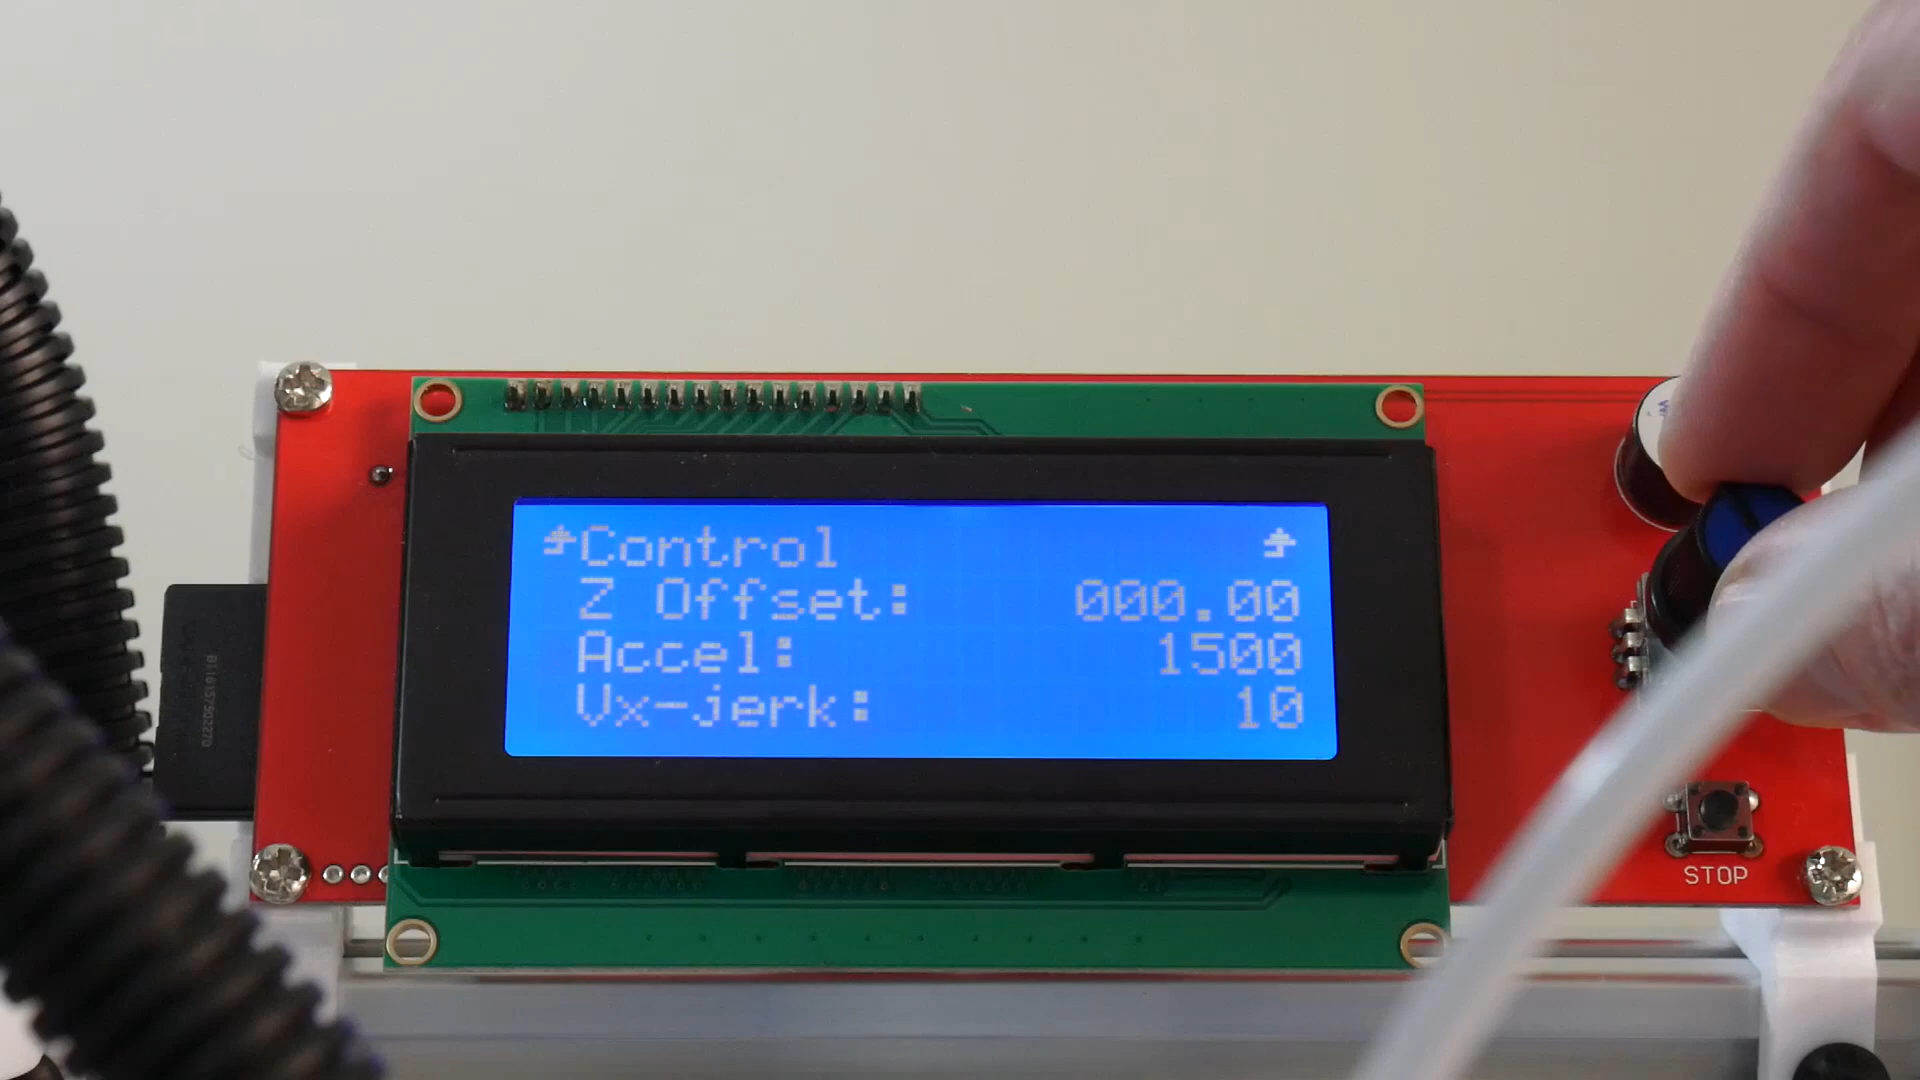 Control
Z Offset: 000.00
Accel: 1500
Vx-jerk: 10
STOP